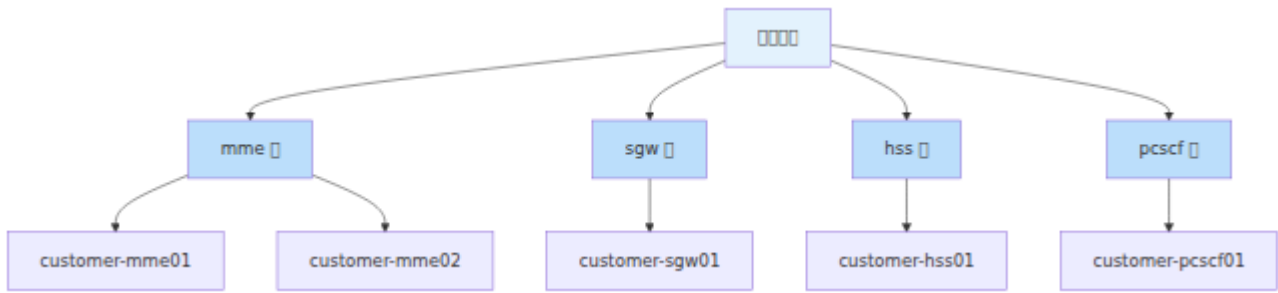 mme
sgw
hss
pcscf
customer-mme01
customer-mme02
customer-sgw01
customer-hss01
customer-pcscf01